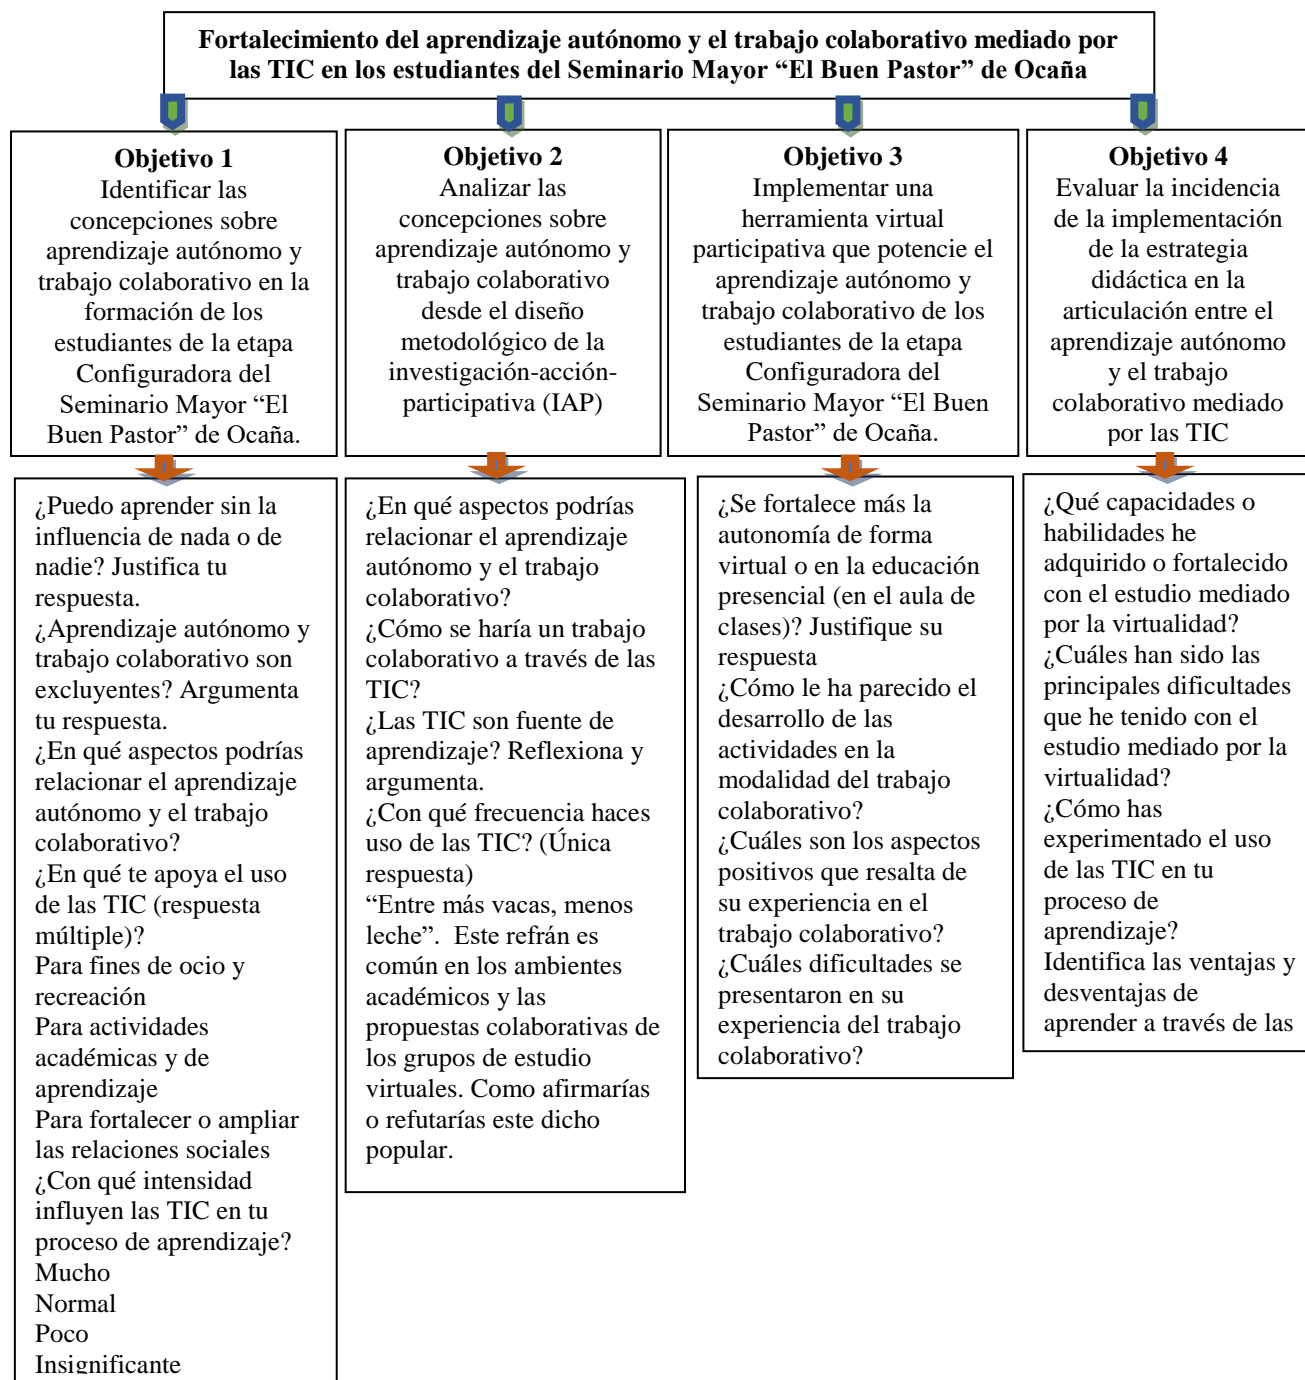 Fortalecimiento del aprendizaje autónomo y el trabajo colaborativo mediado por
las TIC en los estudiantes del Seminario Mayor “El Buen Pastor” de Ocaña
Objetivo 1
Identificar las
concepciones sobre
aprendizaje autónomo y
trabajo colaborativo en la
formación de los
estudiantes de la etapa
Configuradora del
Seminario Mayor “El
Buen Pastor” de Ocaña.
Objetivo 2
Analizar las
concepciones sobre
aprendizaje autónomo y
trabajo colaborativo
desde el diseño
metodológico de la
investigación-acción-
participativa (IAP)
Objetivo 3
Implementar una
herramienta virtual
participativa que potencie el
aprendizaje autónomo y
trabajo colaborativo de los
estudiantes de la etapa
Configuradora del
Seminario Mayor “El Buen
Pastor” de Ocaña.
Objetivo 4
Evaluar la incidencia
de la implementación
de la estrategia
didáctica en la
articulación entre el
aprendizaje autónomo
y el trabajo
colaborativo mediado
por las TIC
¿Puedo aprender sin la
influencia de nada o de
nadie? Justifica tu
respuesta.
¿Aprendizaje autónomo y
trabajo colaborativo son
excluyentes? Argumenta
tu respuesta.
¿En qué aspectos podrías
relacionar el aprendizaje
autónomo y el trabajo
colaborativo?
¿En qué te apoya el uso
de las TIC (respuesta
múltiple)?
Para fines de ocio y
recreación
Para actividades
académicas y de
aprendizaje
Para fortalecer o ampliar
las relaciones sociales
¿Con qué intensidad
influyen las TIC en tu
proceso de aprendizaje?
Mucho
Normal
Poco
Insignificante
¿En qué aspectos podrías
relacionar el aprendizaje
autónomo y el trabajo
colaborativo?
¿Cómo se haría un trabajo
colaborativo a través de las
TIC?
¿Las TIC son fuente de
aprendizaje? Reflexiona y
argumenta.
¿Con qué frecuencia haces
uso de las TIC? (Única
respuesta)
“Entre más vacas, menos
leche”.  Este refrán es
común en los ambientes
académicos y las
propuestas colaborativas de
los grupos de estudio
virtuales. Como afirmarías
o refutarías este dicho
popular.
¿Se fortalece más la
autonomía de forma
virtual o en la educación
presencial (en el aula de
clases)? Justifique su
respuesta
¿Cómo le ha parecido el
desarrollo de las
actividades en la
modalidad del trabajo
colaborativo?
¿Cuáles son los aspectos
positivos que resalta de
su experiencia en el
trabajo colaborativo?
¿Cuáles dificultades se
presentaron en su
experiencia del trabajo
colaborativo?
¿Qué capacidades o
habilidades he
adquirido o fortalecido
con el estudio mediado
por la virtualidad?
¿Cuáles han sido las
principales dificultades
que he tenido con el
estudio mediado por la
virtualidad?
¿Cómo has
experimentado el uso
de las TIC en tu
proceso de
aprendizaje?
Identifica las ventajas y
desventajas de
aprender a través de las